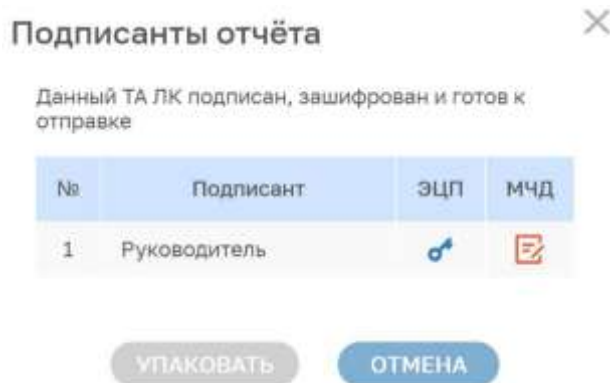 Подписанты отчёта
Данный ТА ЛК подписан, зашифрован и готов к
отправке
№ Подписант ЭЦП МЧД
1 Руководитель
УПАКОВАТЬ ОТМЕНА